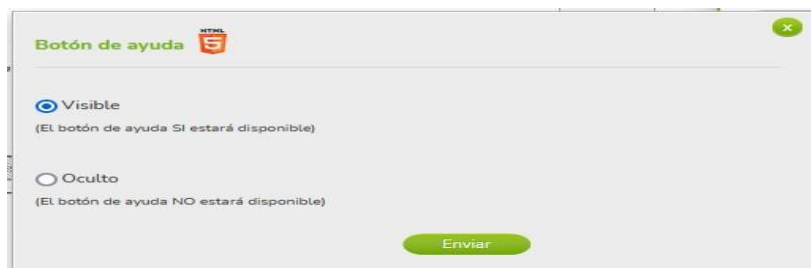 HTML
5
Botón de ayuda
x
Visible
(El botón de ayuda SI estará disponible)
Oculto
(El botón de ayuda NO estará disponible)
Enviar